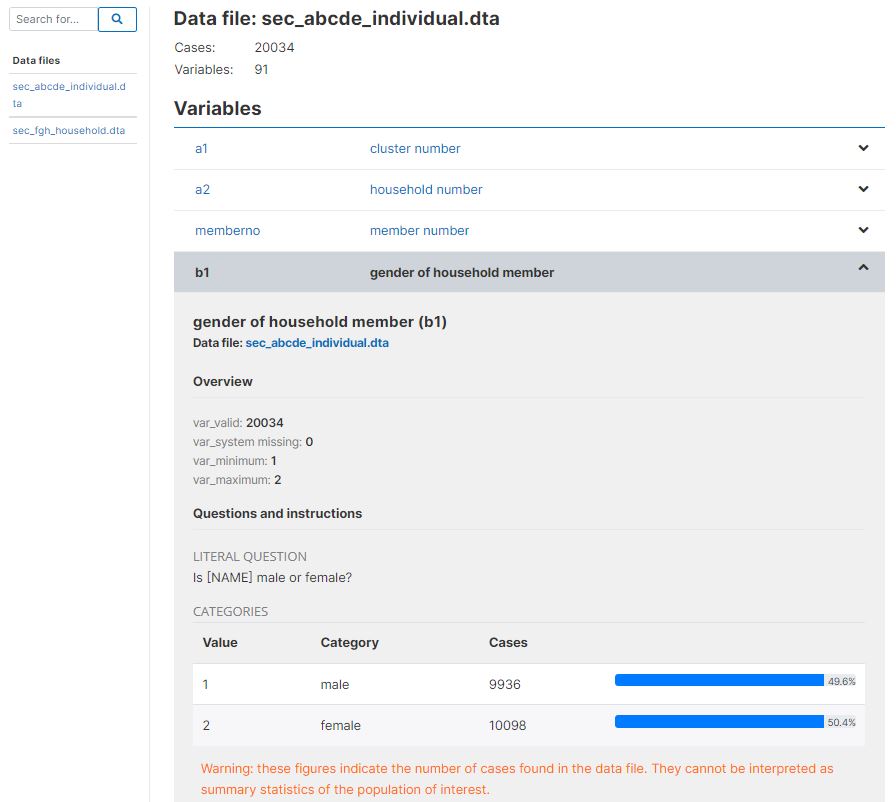 Search for...
Data files
sec_abcde_individual.d
ta
sec_fgh_household.dta
Data file: sec_abcde_individual.dta
Cases: 20034
Variables: 91
Variables
a1 cluster number
a2 household number
memberno member number
b1 gender of household member
gender of household member (b1)
Data file: sec_abcde_individual.dta
Overview
var_valid: 20034
var_system missing: 0
var_minimum: 1
var_maximum: 2
Questions and instructions
LITERAL QUESTION
Is [NAME] male or female?
CATEGORIES
Value Category Cases
1 male 9936 49.6%
2 female 10098 50.4%
Warning: these figures indicate the number of cases found in the data file. They cannot be interpreted as
summary statistics of the population of interest.